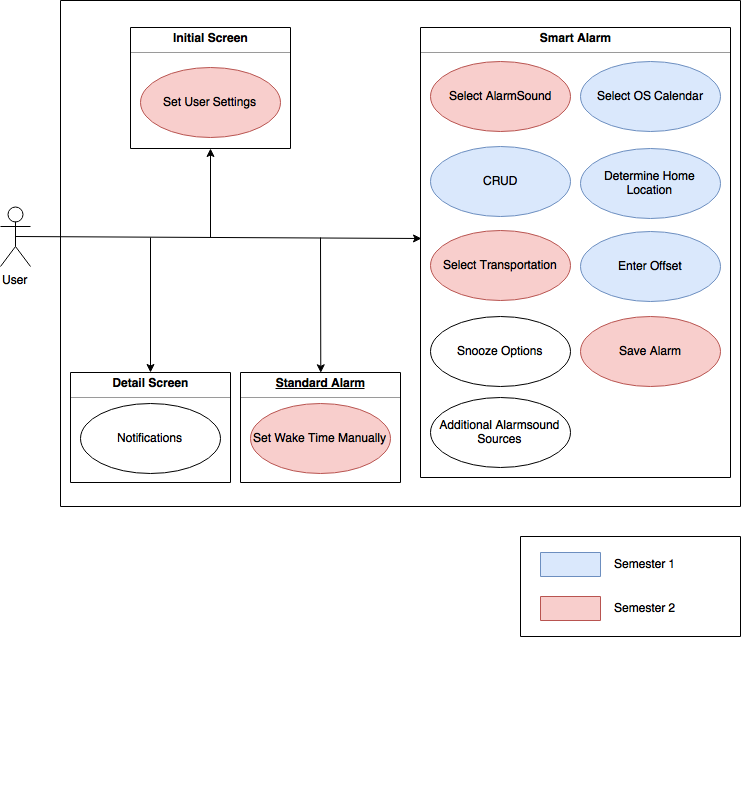 Initial Screen
Set User Settings
Smart Alarm
Select AlarmSound
Select OS Calendar
CRUD
Determine Home
Location
Select Transportation
Enter Offset
Snooze Options
Save Alarm
Additional Alarmsound
Sources
User
Detail Screen
Notifications
Standard Alarm
Set Wake Time Manually
Semester 1
Semester 2